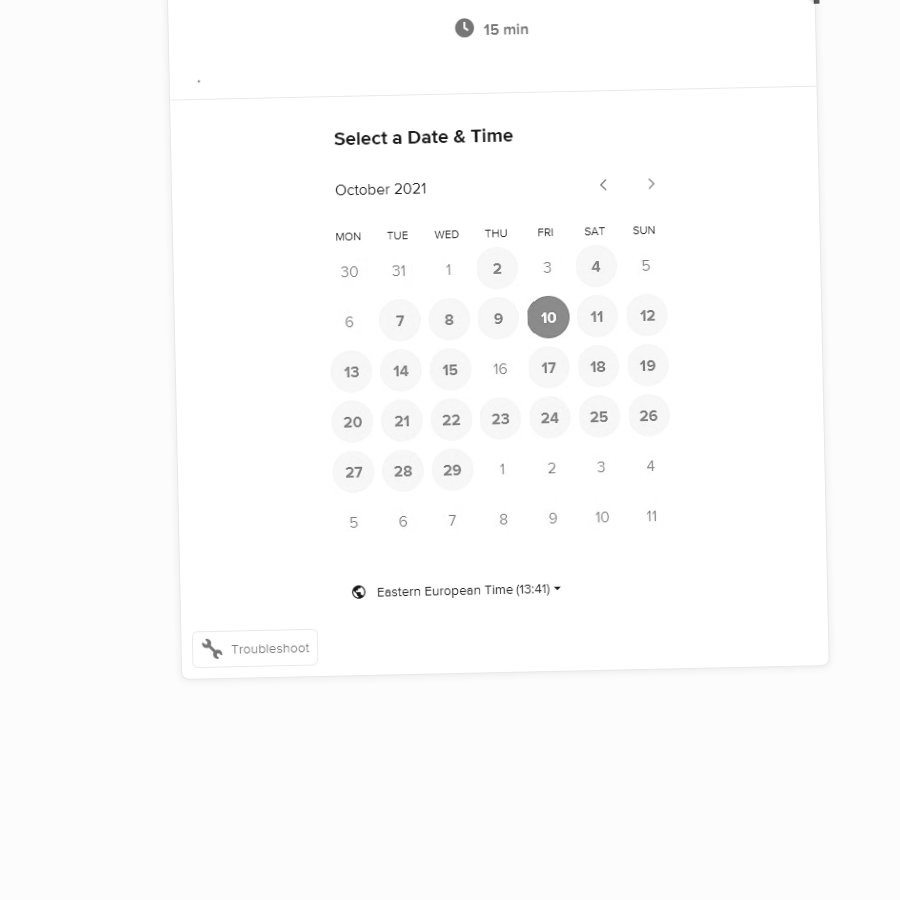 15 min
Select a Date & Time
October 2021
MON TUE WED THU FRI SAT SUN
30 31 1 2 3 4 5
6 7 8 9 10 11 12
13 14 15 16 17 18 19
20 21 22 23 24 25 26
27 28 29 1 2 3 4
5 6 7 8 9 10 11
Eastern European Time (13:41)
Troubleshoot